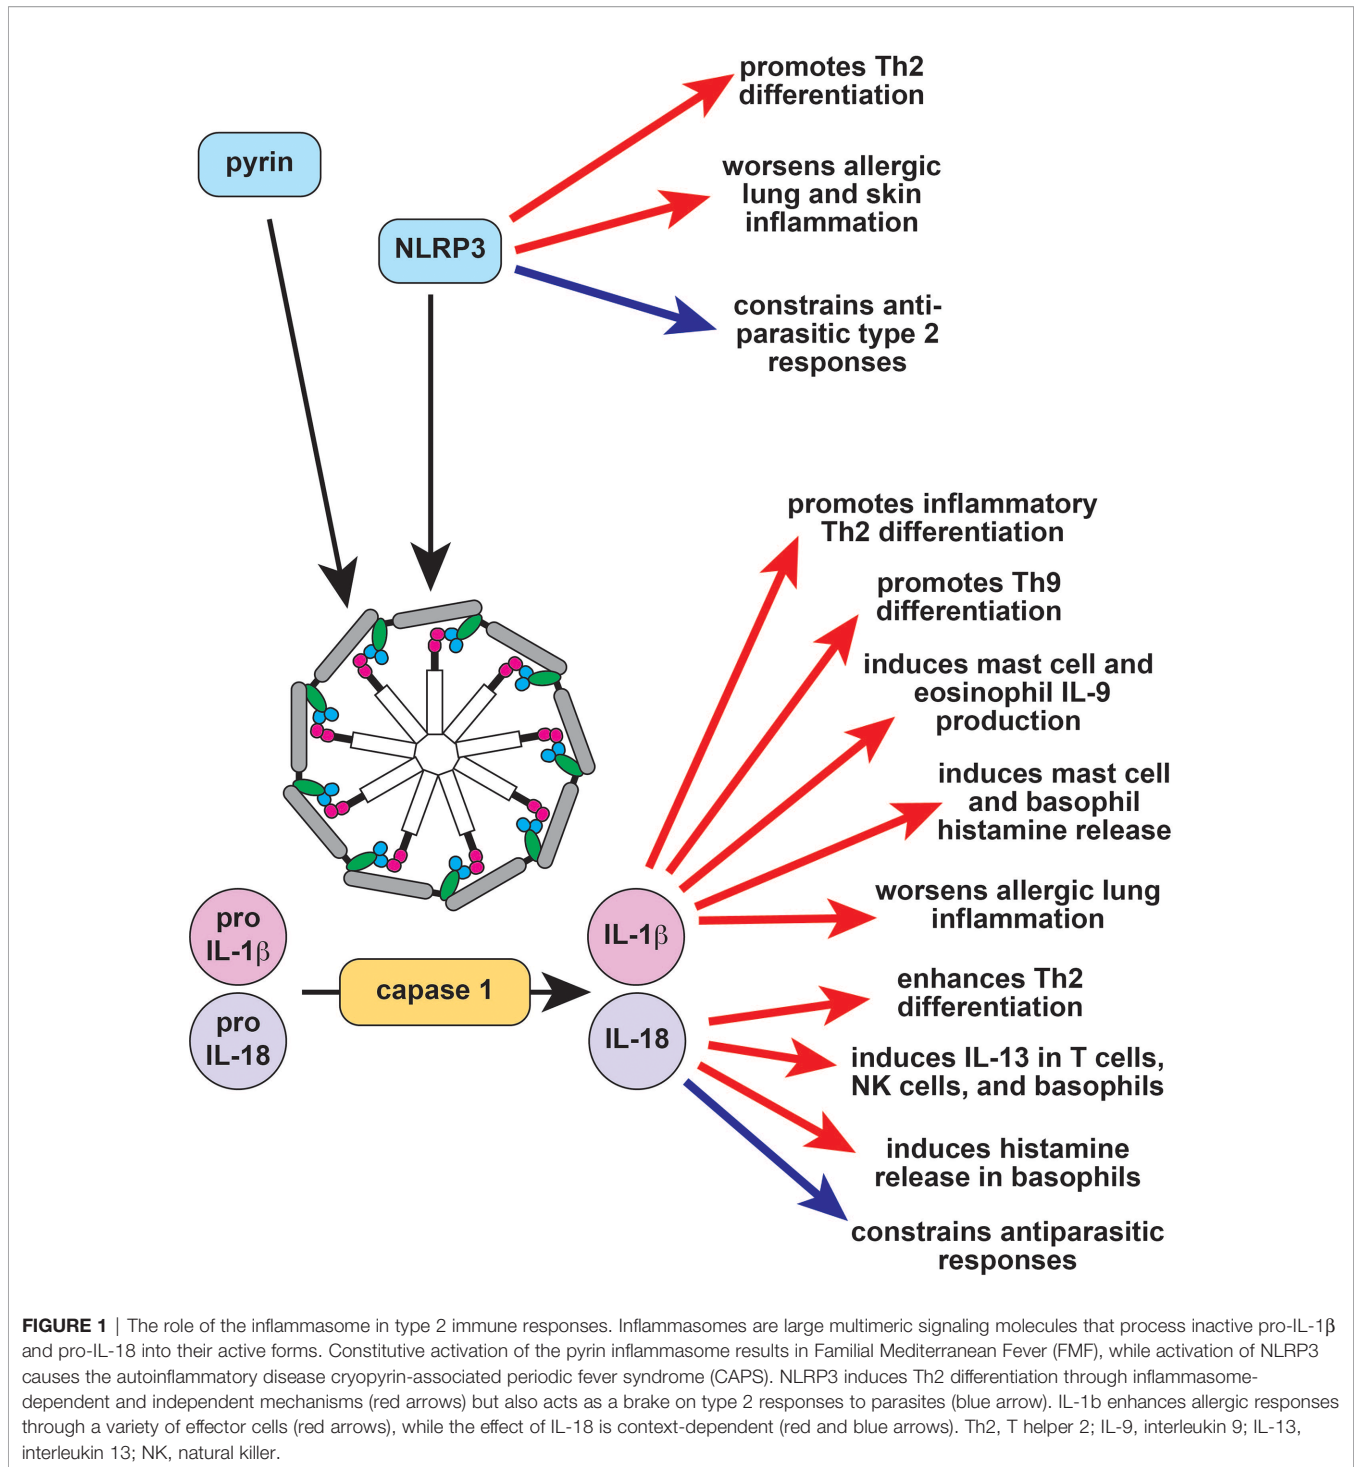 promotes Th2
differentiation
pyrin
worsens allergic
lung and skin
inflammation
NLRP3
constrains anti-
parasitic type 2
responses
promotes inflammatory
Th2 differentiation
promotes Th9
differentiation
induces mast cell and
eosinophil IL-9
production
induces mast cell
and basophil
histamine release
worsens allergic lung
inflammation
pro
IL-1β
IL-1β
capase 1
pro
IL-18
IL-18
enhances Th2
differentiation
induces IL-13 in T cells,
NK cells, and basophils
induces histamine
release in basophils
constrains antiparasitic
responses
FIGURE 1 | The role of the inflammasome in type 2 immune responses. Inflammasomes are large multimeric signaling molecules that process inactive pro-IL-1β
and pro-IL-18 into their active forms. Constitutive activation of the pyrin inflammasome results in Familial Mediterranean Fever (FMF), while activation of NLRP3
causes the autoinflammatory disease cryopyrin-associated periodic fever syndrome (CAPS). NLRP3 induces Th2 differentiation through inflammasome-
dependent and independent mechanisms (red arrows) but also acts as a brake on type 2 responses to parasites (blue arrow). IL-1b enhances allergic responses
through a variety of effector cells (red arrows), while the effect of IL-18 is context-dependent (red and blue arrows). Th2, T helper 2; IL-9, interleukin 9; IL-13,
interleukin 13; NK, natural killer.